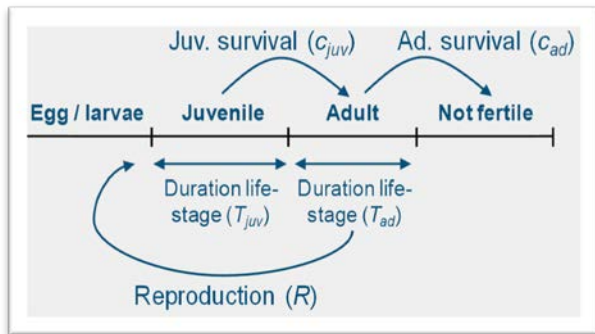 Juv. survival (cjuv) Ad. survival (cad)
Egg / larvae Juvenile Adult Not fertile
Duration life- Duration life-
stage (Tjuv) stage (Tad)
Reproduction (R)